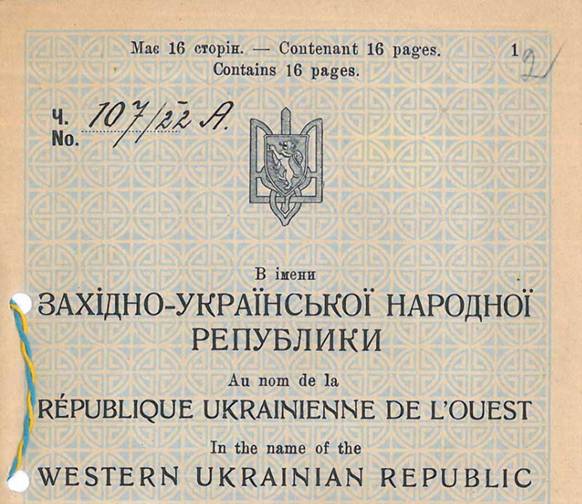 Має 16 сторін. — Contenant 16 pages. 1
Contains 16 pages. 2
Ч. 107/22 A.
No.
В імени
ЗАХІДНО-УКРАЇНСЬКОЇ НАРОДНОЇ
РЕПУБЛИКИ
Au nom de la
RÉPUBLIQUE UKRAINIENNE DE L'OUEST
In the name of the
WESTERN UKRAINIAN REPUBLIC